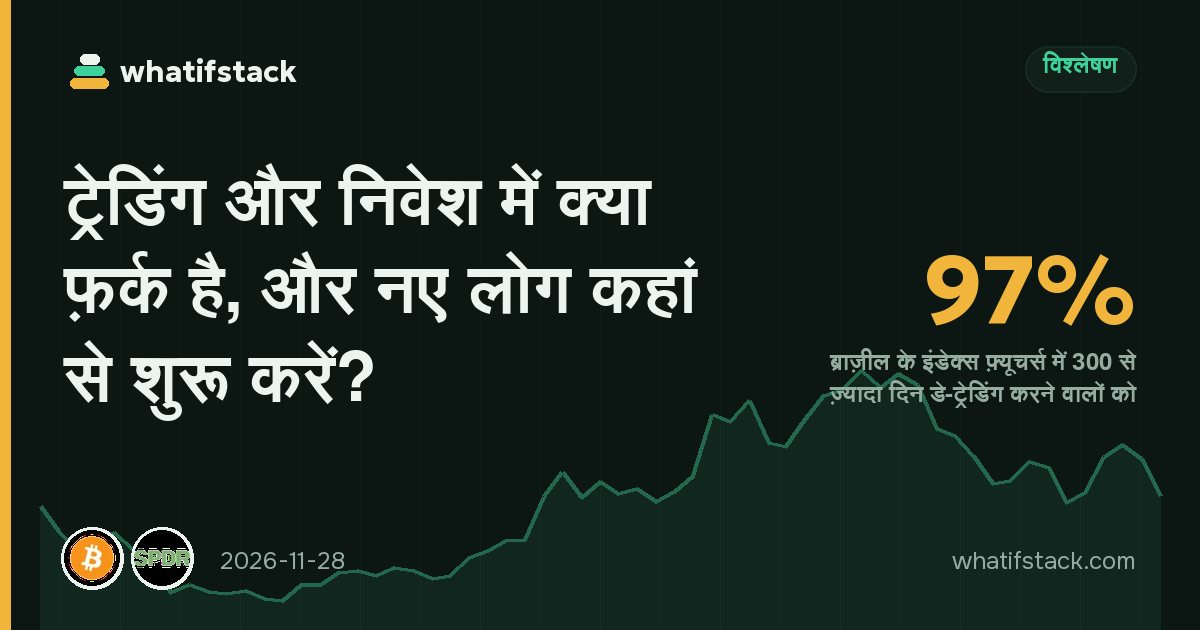 whatifstack
विश्लेषण
ट्रेडिंग और निवेश में क्या
फ़र्क है, और नए लोग कहां
से शुरू करें?
97%
ब्राज़ील के इंडेक्स फ़्यूचर्स में 300 से
ज़्यादा दिन डे-ट्रेडिंग करने वालों को
SPDR
2026-11-28
whatifstack.com